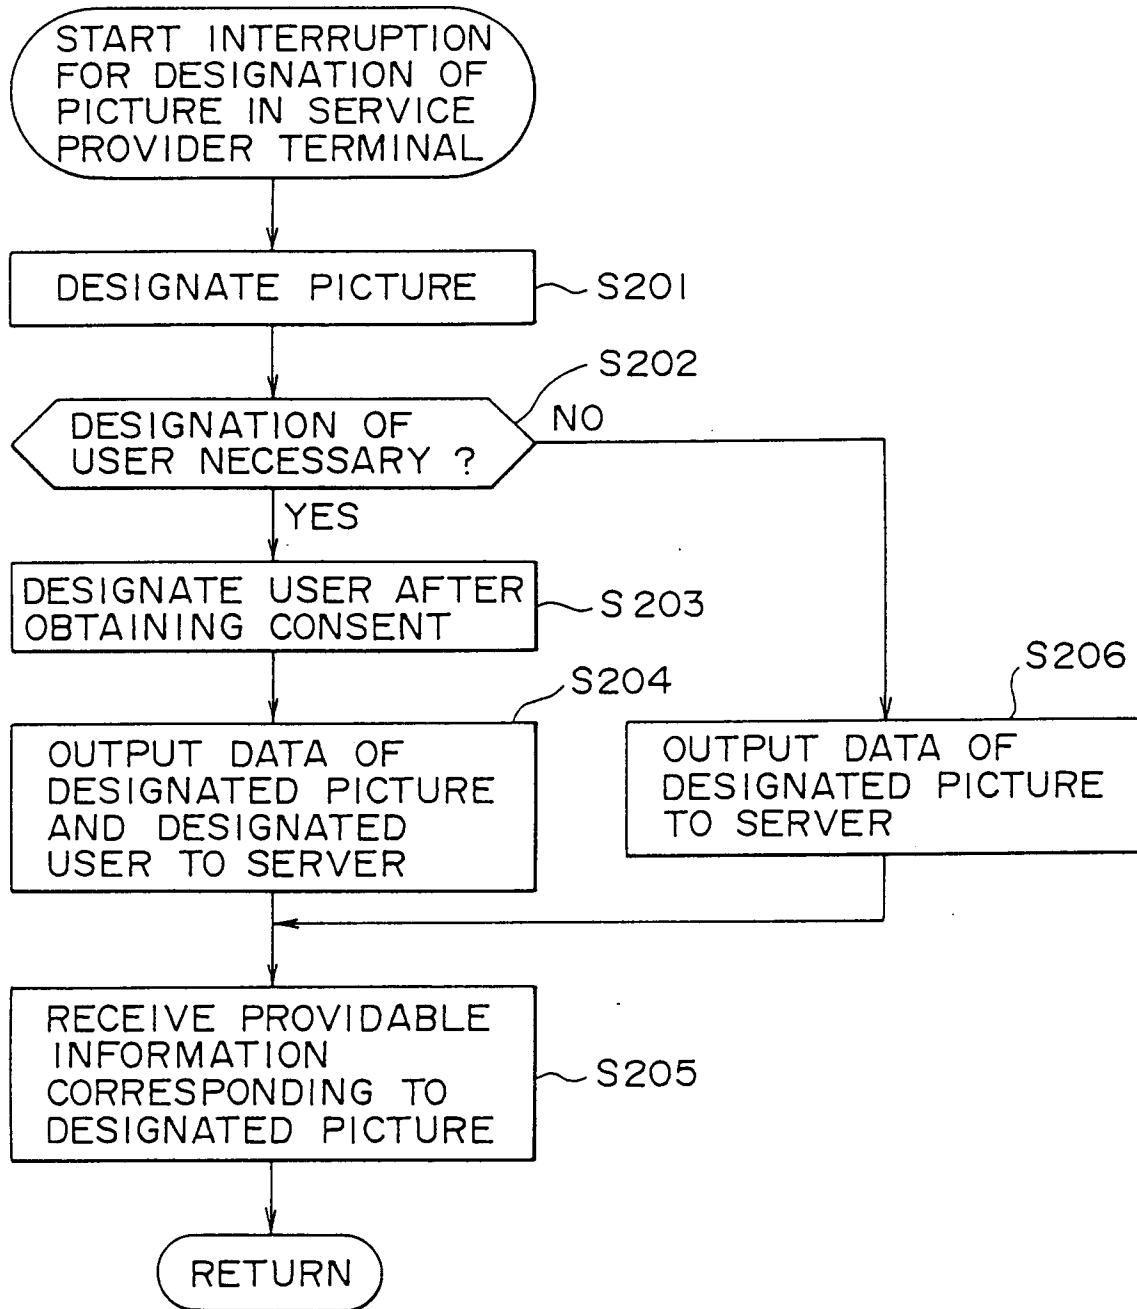 START INTERRUPTION
FOR DESIGNATION OF
PICTURE IN SERVICE
PROVIDER TERMINAL
DESIGNATE PICTURE
S201
S202
DESIGNATION OF
USER NECESSARY ?
NO
YES
DESIGNATE USER AFTER
OBTAINING CONSENT
S203
S204
OUTPUT DATA OF
DESIGNATED PICTURE
AND DESIGNATED
USER TO SERVER
S206
OUTPUT DATA OF
DESIGNATED PICTURE
TO SERVER
RECEIVE PROVIDABLE
INFORMATION
CORRESPONDING TO
DESIGNATED PICTURE
S205
RETURN